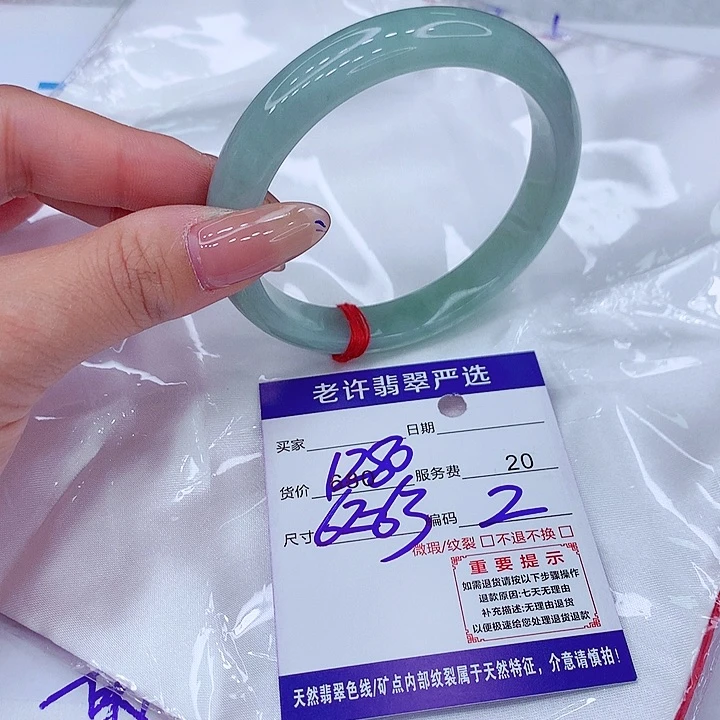 老许翡翠严选
买家 日期
货价 1280 服务费 20
尺寸 6263 编码 2
微瑕/纹裂 □不退不换 □
重要提示
如需退货请按以下步骤操作
退款原因:七天无理由
补充描述:无理由退货
以便极速给您处理退货退款
天然翡翠色线/矿点内部纹裂属于天然特征，介意请慎拍!